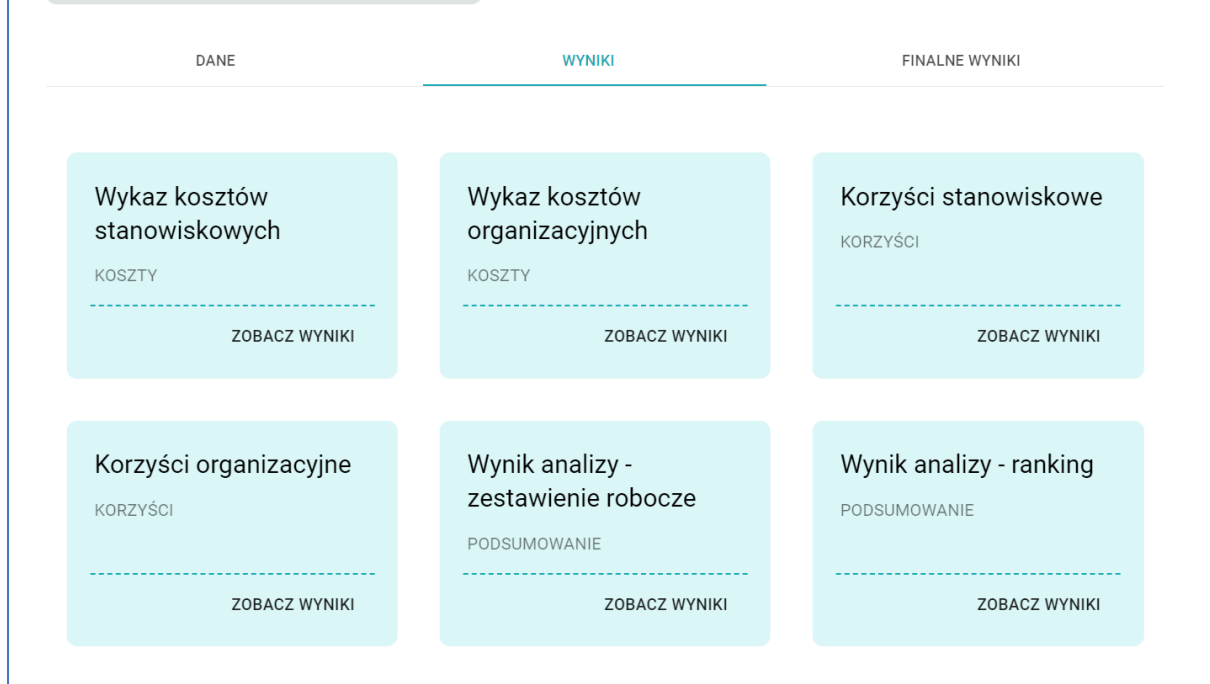 DANE
WYNIKI
FINALNE WYNIKI
Wykaz kosztów
stanowiskowych
KOSZTY
ZOBACZ WYNIKI
Wykaz kosztów
organizacyjnych
KOSZTY
ZOBACZ WYNIKI
Korzyści stanowiskowe
KORZYŚCI
ZOBACZ WYNIKI
Korzyści organizacyjne
KORZYŚCI
ZOBACZ WYNIKI
Wynik analizy -
zestawienie robocze
PODSUMOWANIE
ZOBACZ WYNIKI
Wynik analizy - ranking
PODSUMOWANIE
ZOBACZ WYNIKI